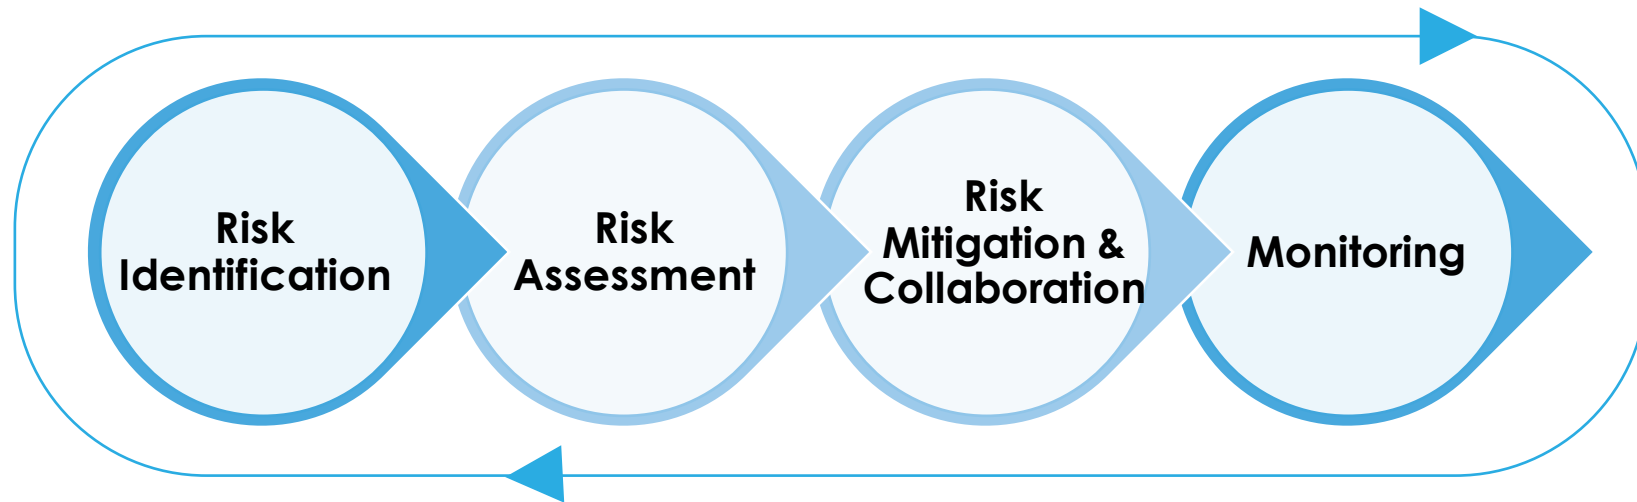 Risk
Identification
Risk
Assessment
Risk
Mitigation &
Collaboration
Monitoring